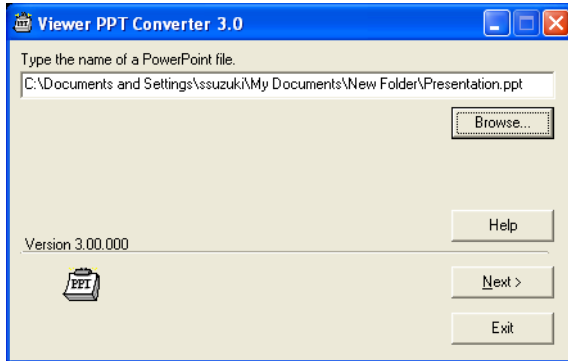 Viewer PPT Converter 3.0
Type the name of a PowerPoint file.
C:\Documents and Settings\ssuzuki\My Documents\New Folder\Presentation.ppt
Browse...
Help
Version 3.00.000
PPT
Next >
Exit